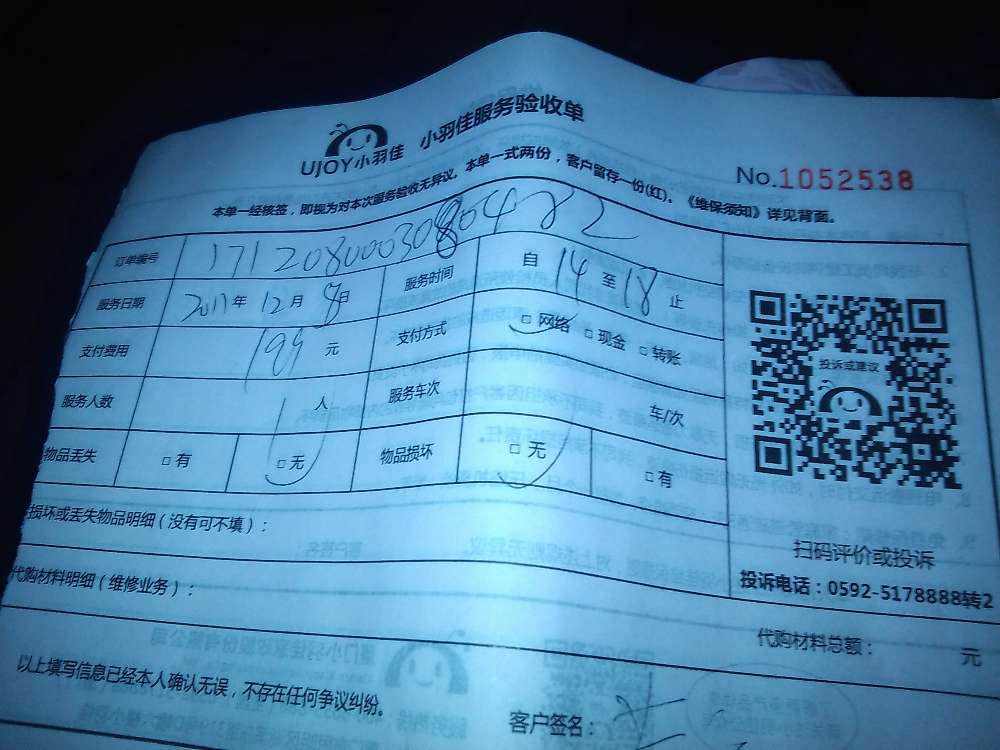 UJOY小羽佳 小羽佳服务验收单
No.1052538
本单一经核签，即视为对本次服务验收无异议。本单一式两份，客户留存一份(红)。《维保须知》详见背面。
订单编号
服务日期 2017年12月8日 服务时间 自14至18止
支付费用 199元 支付方式 □网络 □现金 □转账
服务人数 1人 服务车次 车/次
物品丢失 □有 □无 物品损坏 □无 □有
投诉或建议
扫码评价或投诉
投诉电话：0592-5178888转2
损坏或丢失物品明细（没有可不填）：
代购材料明细（维修业务）：
代购材料总额： 元
以上填写信息已经本人确认无误，不存在任何争议纠纷。
客户签名：